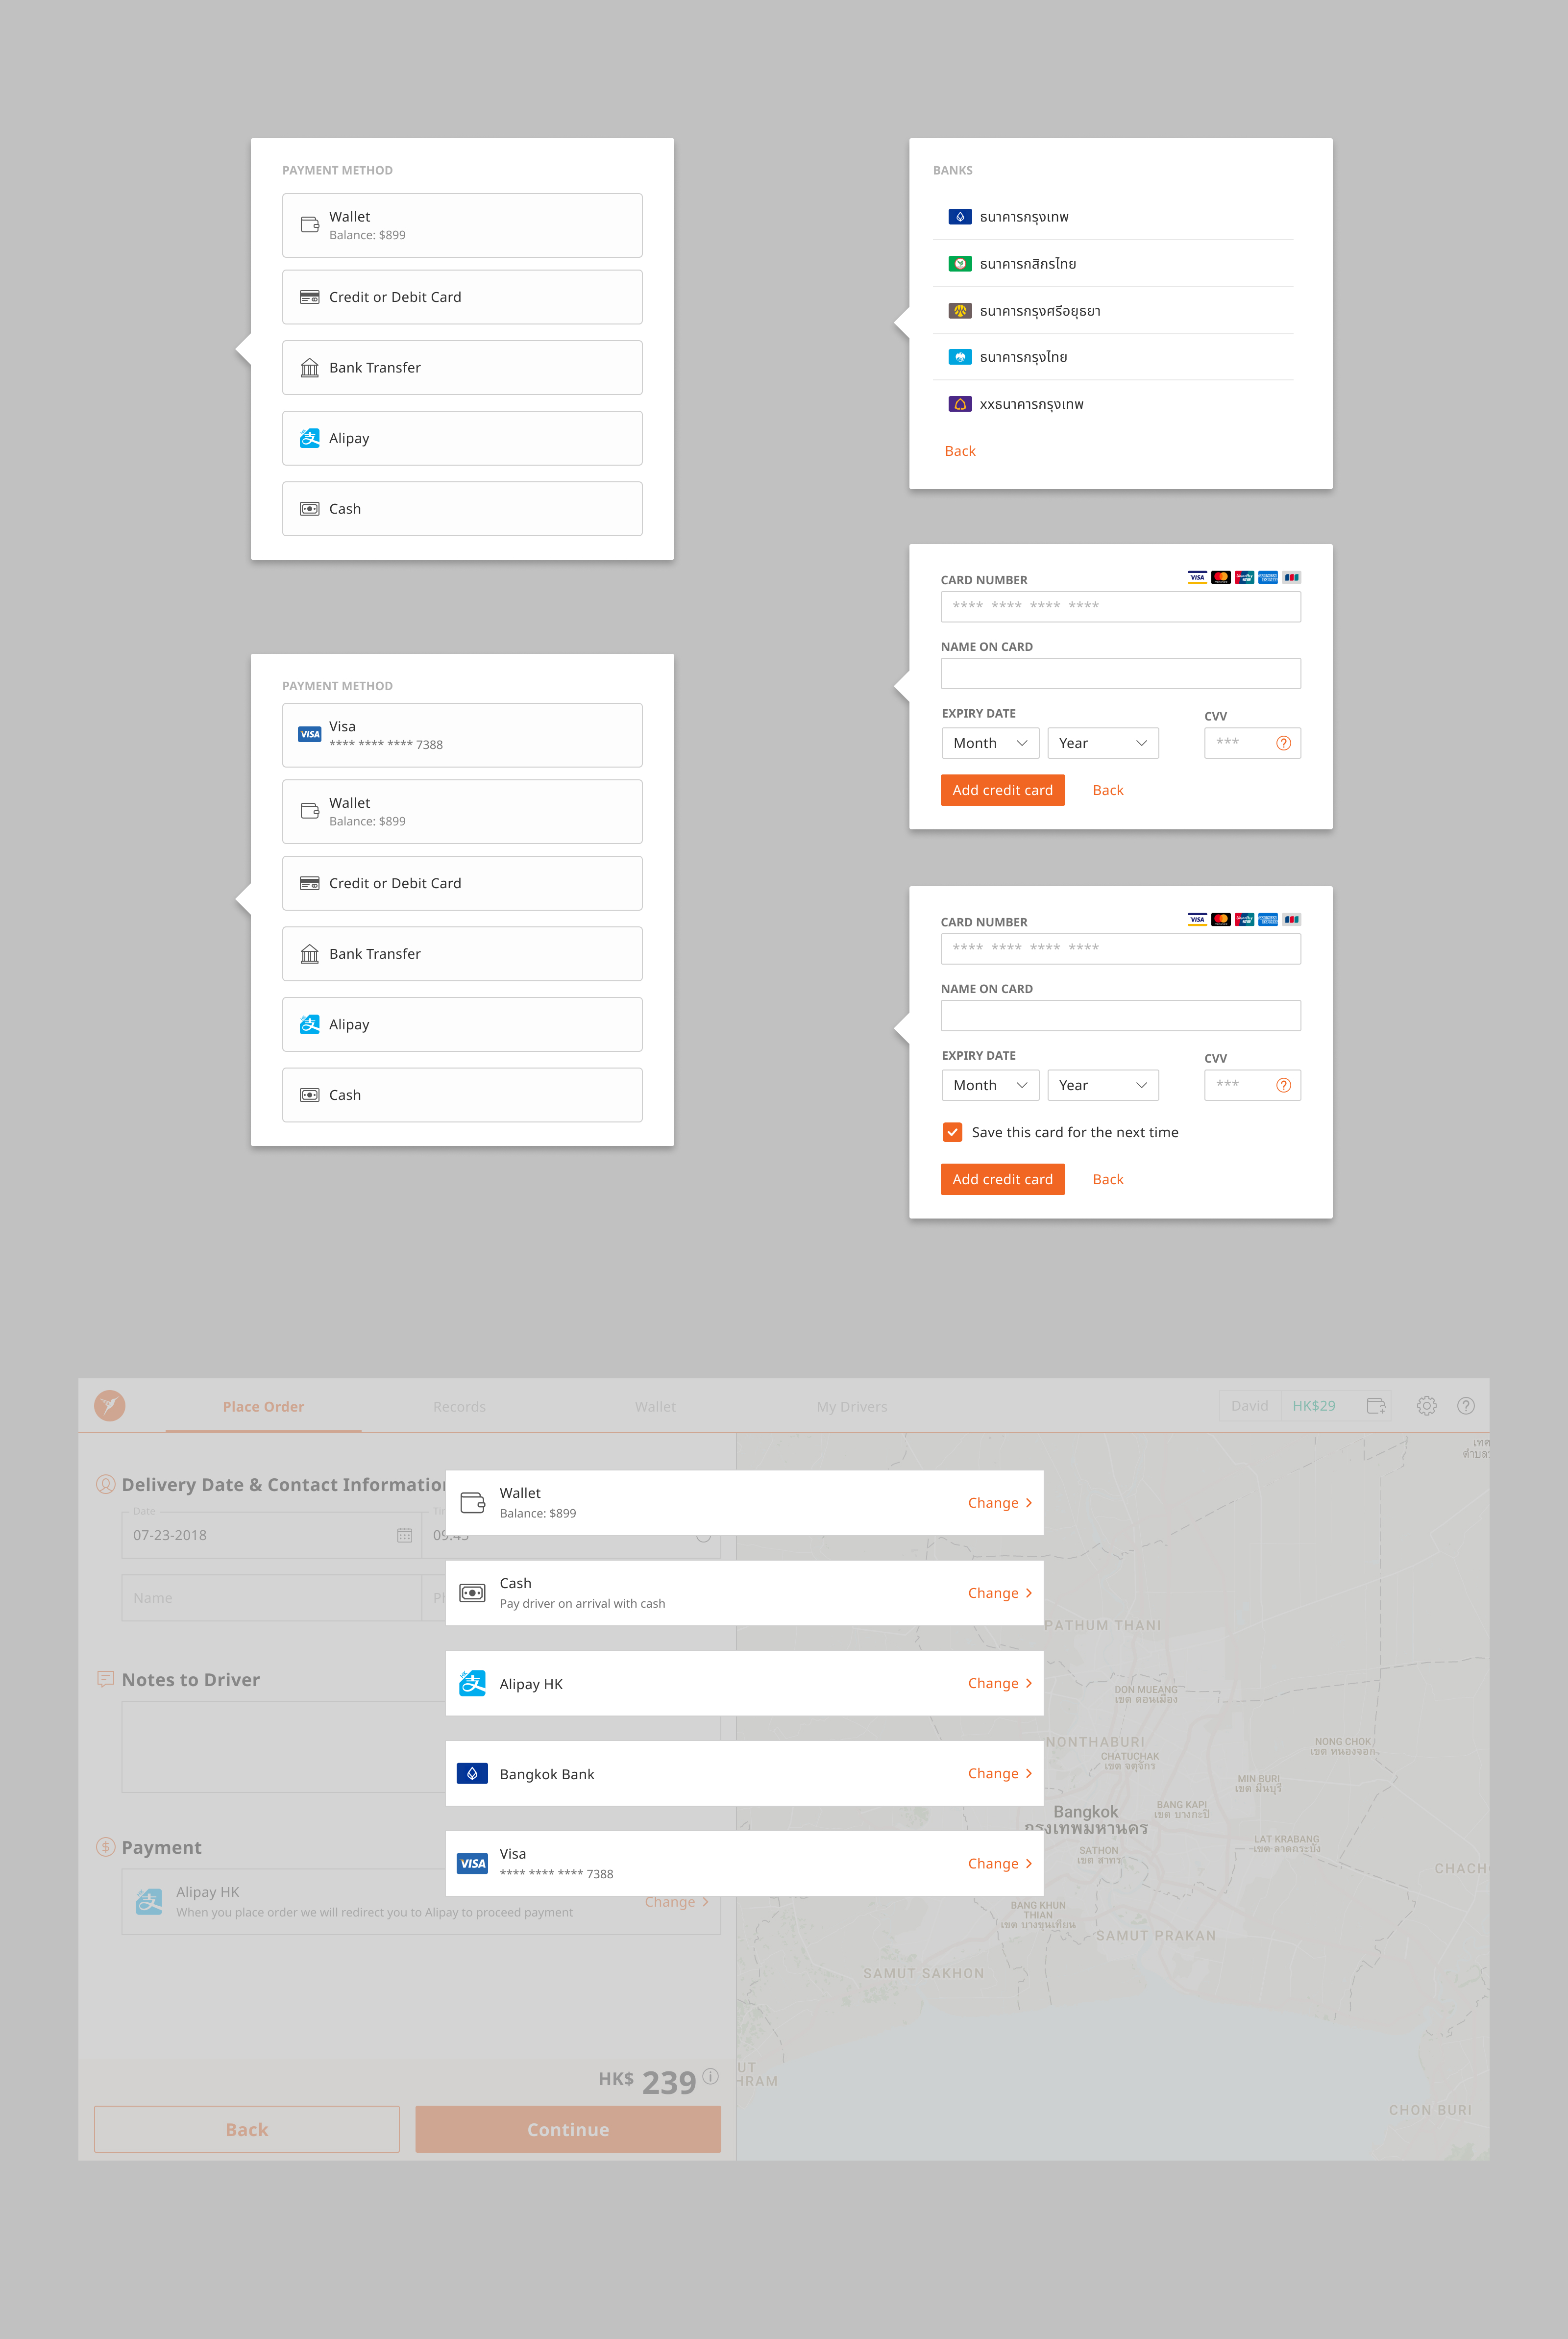 PAYMENT METHOD
Wallet
Balance: $899
Credit or Debit Card
Bank Transfer
Alipay
Cash
PAYMENT METHOD
VISA
Visa
**** **** **** 7388
Wallet
Balance: $899
Credit or Debit Card
Bank Transfer
Alipay
Cash
BANKS
ธนาคารกรุงเทพ
ธนาคารกสิกรไทย
ธนาคารกรุงศรีอยุธยา
ธนาคารกรุงไทย
xxธนาคารกรุงเทพ
Back
CARD NUMBER
VISA
**** **** **** ****
NAME ON CARD
EXPIRY DATE
CVV
Month
Year
***
Add credit card
Back
CARD NUMBER
VISA
**** **** **** ****
NAME ON CARD
EXPIRY DATE
CVV
Month
Year
***
Save this card for the next time
Add credit card
Back
Place Order
Records
Wallet
My Drivers
David
HK$29
Delivery Date & Contact Information
Date
07-23-2018
09:45
Name
Notes to Driver
Payment
Alipay HK
When you place order we will redirect you to Alipay to proceed payment
Change
HK$ 239
Back
Continue
Wallet
Balance: $899
Change
Cash
Pay driver on arrival with cash
Change
Alipay HK
Change
Bangkok Bank
Change
VISA
Visa
**** **** **** 7388
Change
PATHUM THANI
DON MUEANG
เขต ดอนเมือง
NONTHABURI
CHATUCHAK
เขต จตุจักร
NONG CHOK
เขต หนองจอก
MIN BURI
เขต มีนบุรี
BANG KAPI
เขต บางกะปิ
Bangkok
กรุงเทพมหานคร
SATHON
เขต สาทร
LAT KRABANG
เขต ลาดกระบัง
CHACH
BANG KHUN
THIAN
เขต บางขุนเทียน
SAMUT PRAKAN
SAMUT SAKHON
CHON BURI